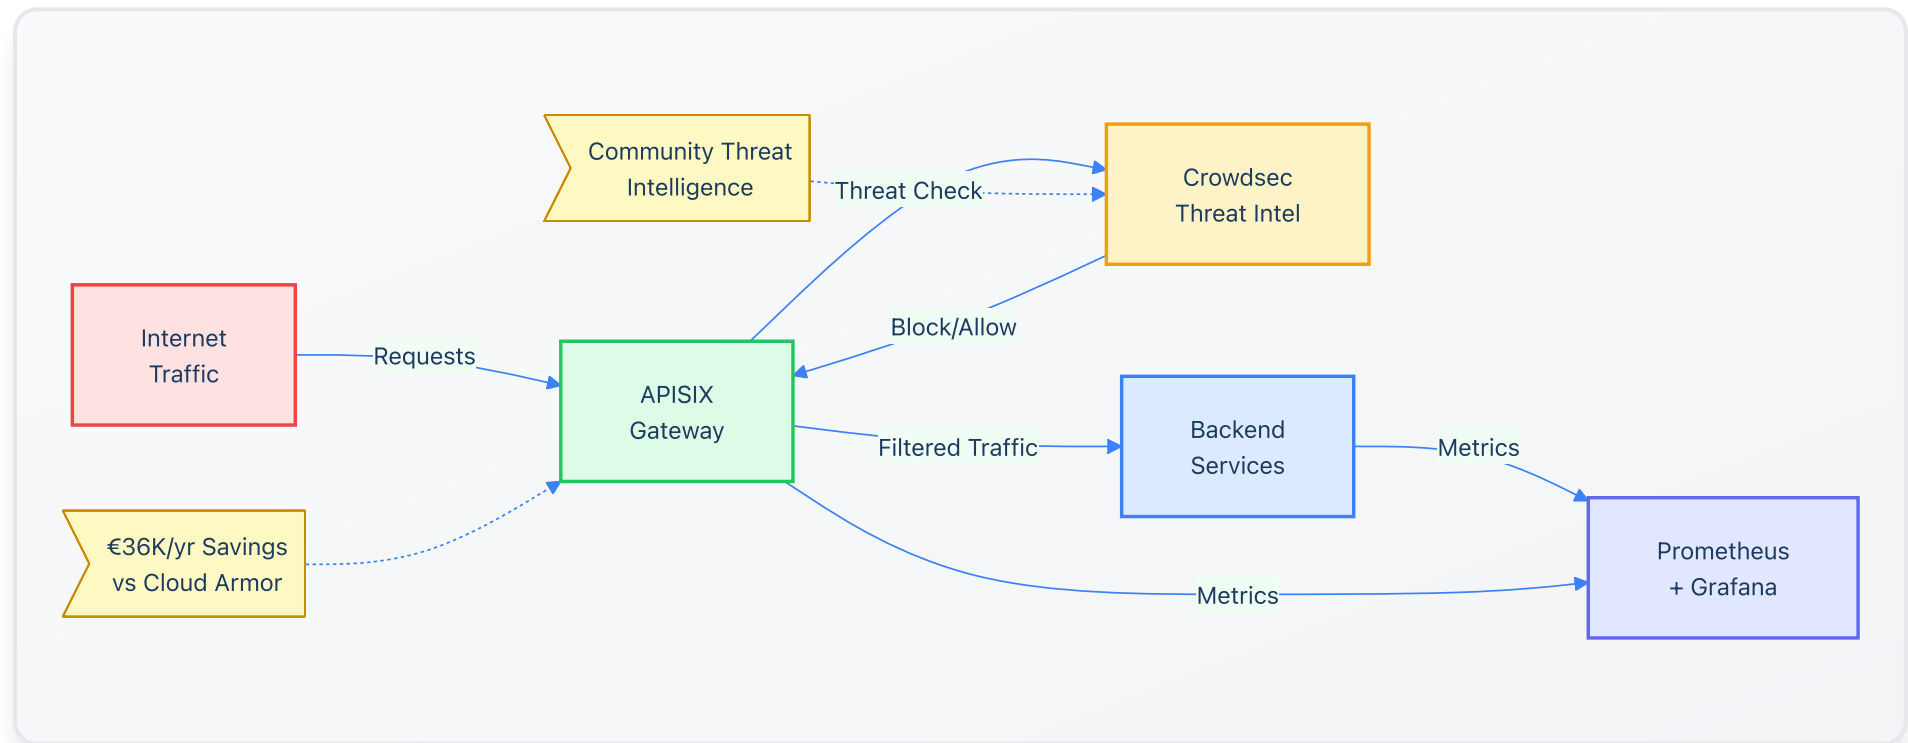 Community Threat
Intelligence
Threat Check
Crowdsec
Threat Intel
Internet
Traffic
Requests
Block/Allow
APISIX
Gateway
Filtered Traffic
Backend
Services
Metrics
€36K/yr Savings
vs Cloud Armor
Metrics
Prometheus
+ Grafana